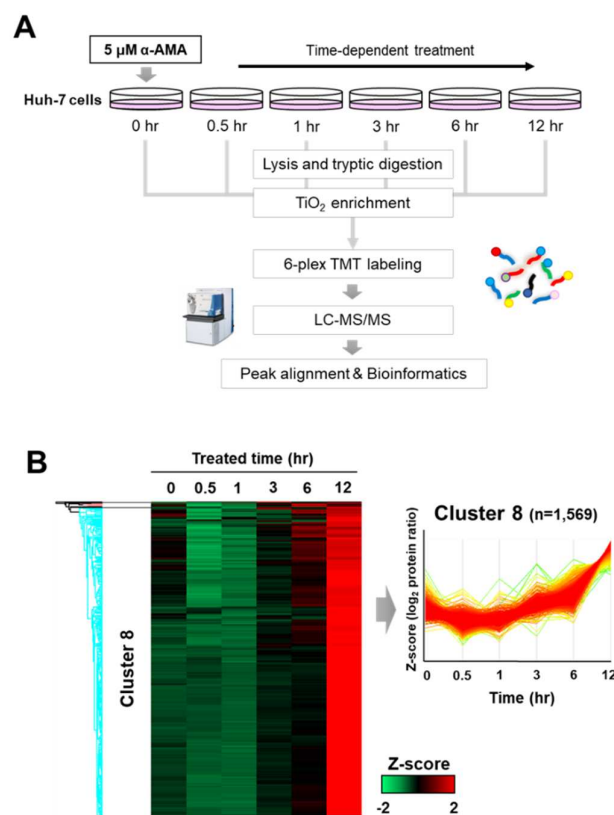 A
5 µM α-AMA
Time-dependent treatment
Huh-7 cells
0 hr 0.5 hr 1 hr 3 hr 6 hr 12 hr
Lysis and tryptic digestion
TiO₂ enrichment
6-plex TMT labeling
LC-MS/MS
Peak alignment & Bioinformatics
B
Treated time (hr)
0 0.5 1 3 6 12
Cluster 8
Cluster 8 (n=1,569)
Z-score (log₂ protein ratio)
0 0.5 1 3 6 12
Time (hr)
Z-score
-2 2